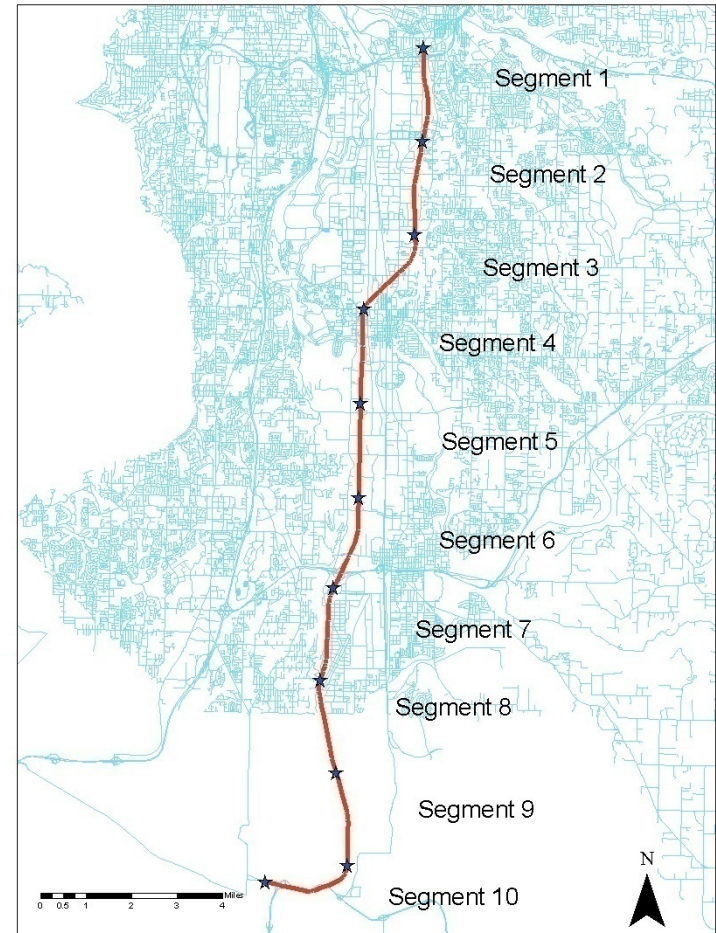 Segment 1
Segment 2
Segment 3
Segment 4
Segment 5
Segment 6
Segment 7
Segment 8
Segment 9
N
Segment 10
Miles
0 0.5 1 2 3 4